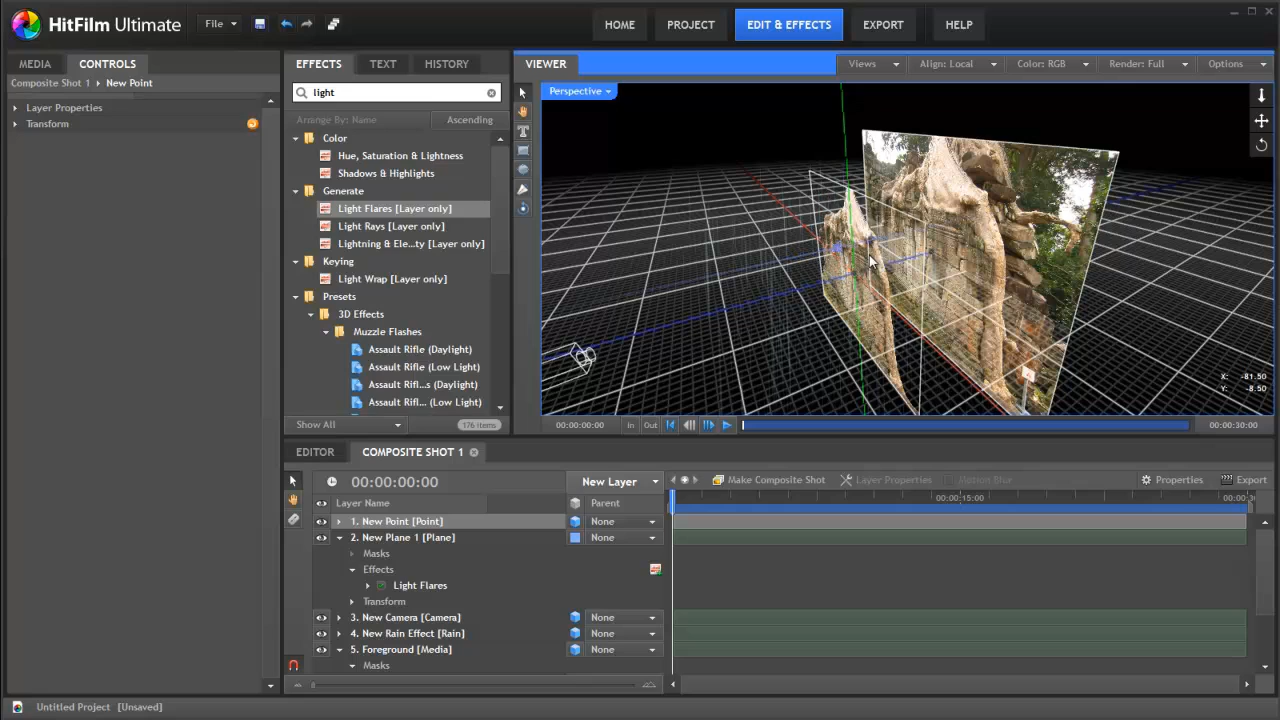 HitFilm Ultimate
File
HOME
PROJECT
EDIT & EFFECTS
EXPORT
HELP
MEDIA
CONTROLS
Composite Shot 1 New Point
Layer Properties
Transform
EFFECTS
TEXT
HISTORY
light
Arrange By: Name
Ascending
Color
Hue, Saturation & Lightness
Shadows & Highlights
Generate
Light Flares [Layer only]
Light Rays [Layer only]
Lightning & Ele...ty [Layer only]
Keying
Light Wrap [Layer only]
Presets
3D Effects
Muzzle Flashes
Assault Rifle (Daylight)
Assault Rifle (Low Light)
Assault Rifl...s (Daylight)
Assault Rifl... (Low Light)
Show All
176 items
VIEWER
Views
Align: Local
Color: RGB
Render: Full
Options
Perspective
X: -81.50
Y: -8.50
00:00:00:00
In
Out
00:00:30:00
EDITOR
COMPOSITE SHOT 1
00:00:00:00
New Layer
Make Composite Shot
Layer Properties
Motion Blur
Properties
Export
Layer Name
Parent
00:00:15:00
1. New Point [Point]
None
2. New Plane 1 [Plane]
None
Masks
Effects
Light Flares
Transform
3. New Camera [Camera]
None
4. New Rain Effect [Rain]
None
5. Foreground [Media]
None
Masks
Untitled Project [Unsaved]